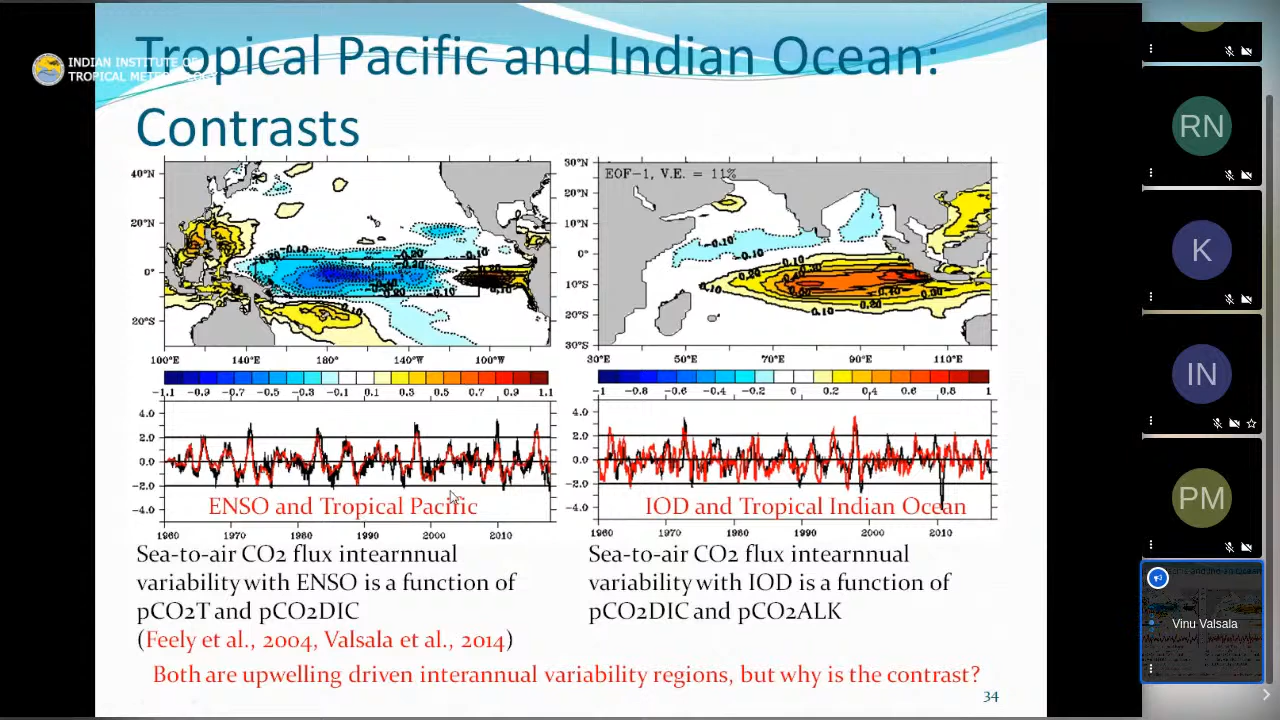 Tropical Pacific and Indian Ocean:
Contrasts
INDIAN INSTITUTE OF
TROPICAL METEOROLOGY
40°N
20°N
0°
20°S
100°E 140°E 180° 140°W 100°W
-1.1 -0.9 -0.7 -0.5 -0.3 -0.1 0.1 0.3 0.5 0.7 0.9 1.1
4.0
2.0
0.0
-2.0
-4.0
ENSO and Tropical Pacific
1960 1970 1980 1990 2000 2010
EOF-1, V.E. = 11%
30°N
20°N
10°N
0°
10°S
20°S
30°S
30°E 50°E 70°E 90°E 110°E
-1 -0.8 -0.6 -0.4 -0.2 0 0.2 0.4 0.6 0.8 1
4.0
2.0
0.0
-2.0
-4.0
IOD and Tropical Indian Ocean
1960 1970 1980 1990 2000 2010
Sea-to-air CO2 flux intearnnual
variability with ENSO is a function of
pCO2T and pCO2DIC
(Feely et al., 2004, Valsala et al., 2014)
Sea-to-air CO2 flux intearnnual
variability with IOD is a function of
pCO2DIC and pCO2ALK
Both are upwelling driven interannual variability regions, but why is the contrast?
34
RN
K
IN
PM
Vinu Valsala